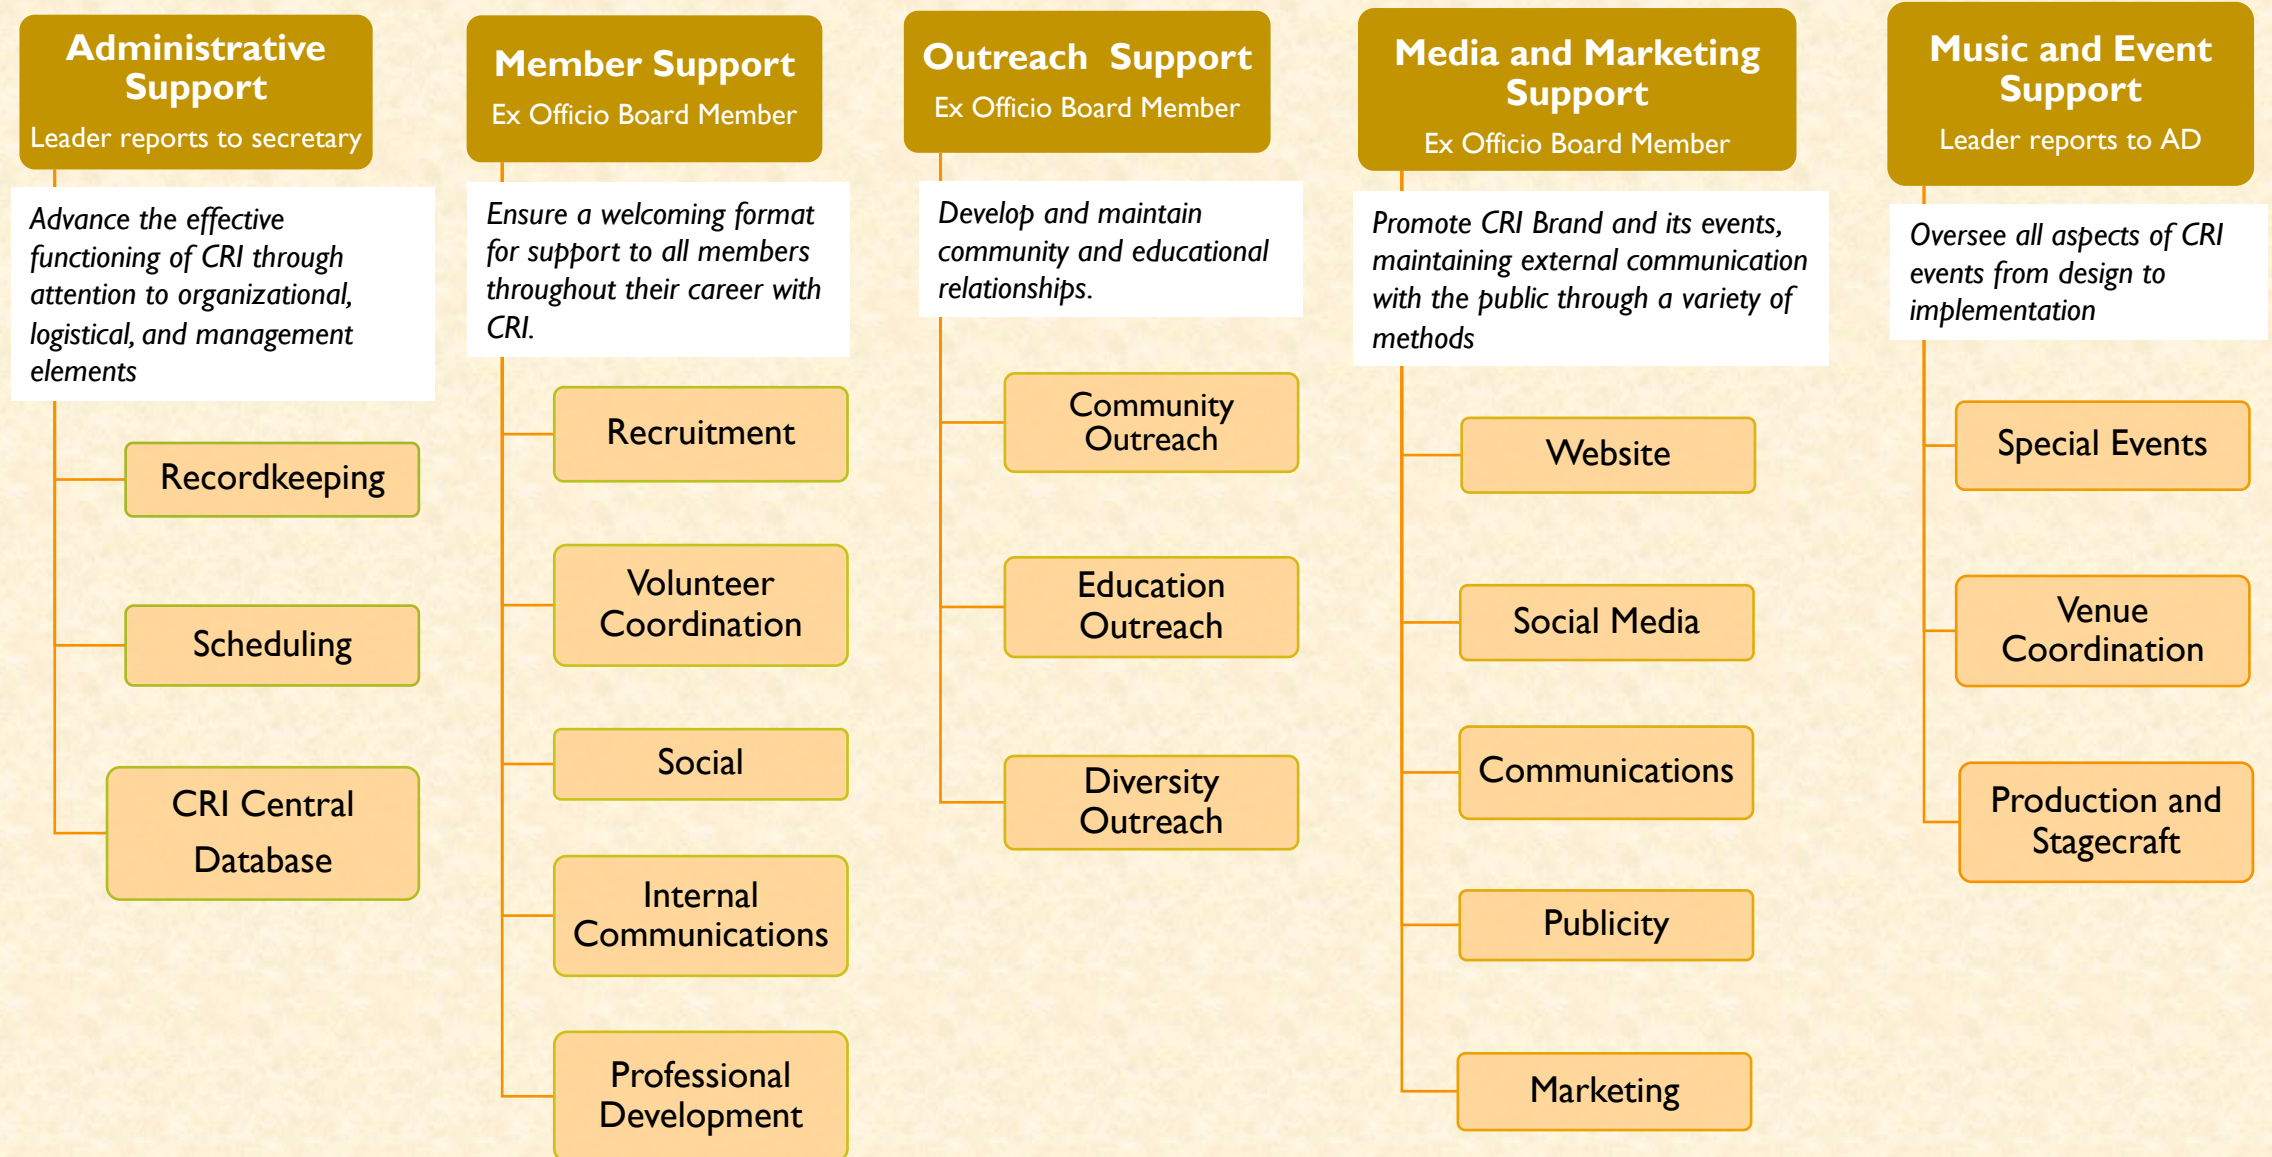 Administrative
Support
Leader reports to secretary
Advance the effective
functioning of CRI through
attention to organizational,
logistical, and management
elements
Recordkeeping
Scheduling
CRI Central
Database
Member Support
Ex Officio Board Member
Ensure a welcoming format
for support to all members
throughout their career with
CRI.
Recruitment
Volunteer
Coordination
Social
Internal
Communications
Professional
Development
Outreach Support
Ex Officio Board Member
Develop and maintain
community and educational
relationships.
Community
Outreach
Education
Outreach
Diversity
Outreach
Media and Marketing
Support
Ex Officio Board Member
Promote CRI Brand and its events,
maintaining external communication
with the public through a variety of
methods
Website
Social Media
Communications
Publicity
Marketing
Music and Event
Support
Leader reports to AD
Oversee all aspects of CRI
events from design to
implementation
Special Events
Venue
Coordination
Production and
Stagecraft